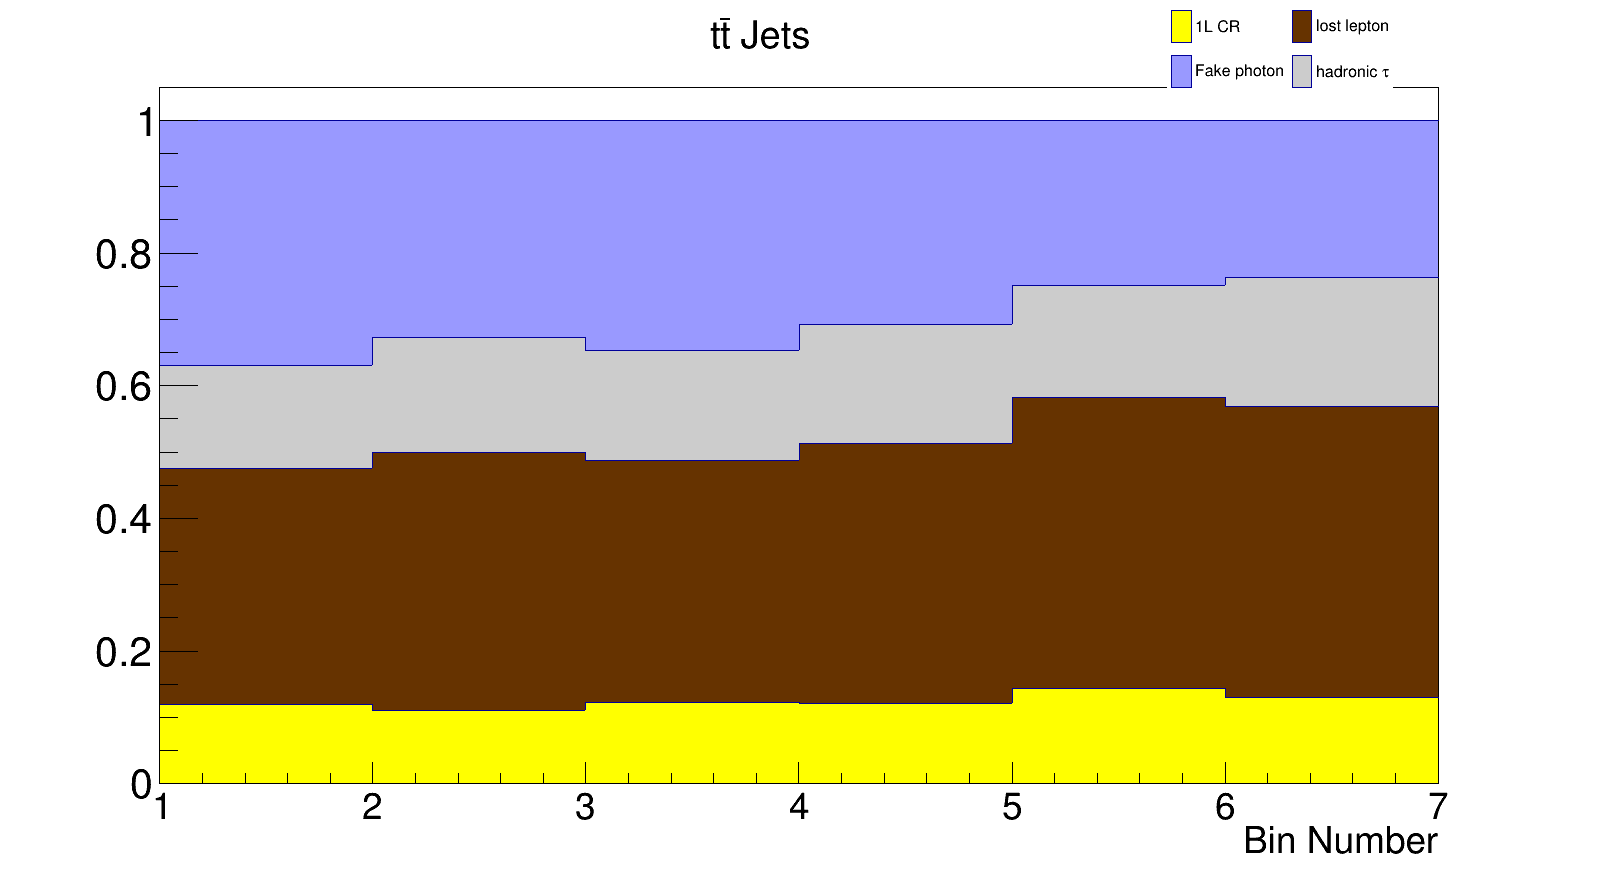 tt̄ Jets
1L CR
lost lepton
Fake photon
hadronic τ
1
0.8
0.6
0.4
0.2
0
1 2 3 4 5 6 7
Bin Number